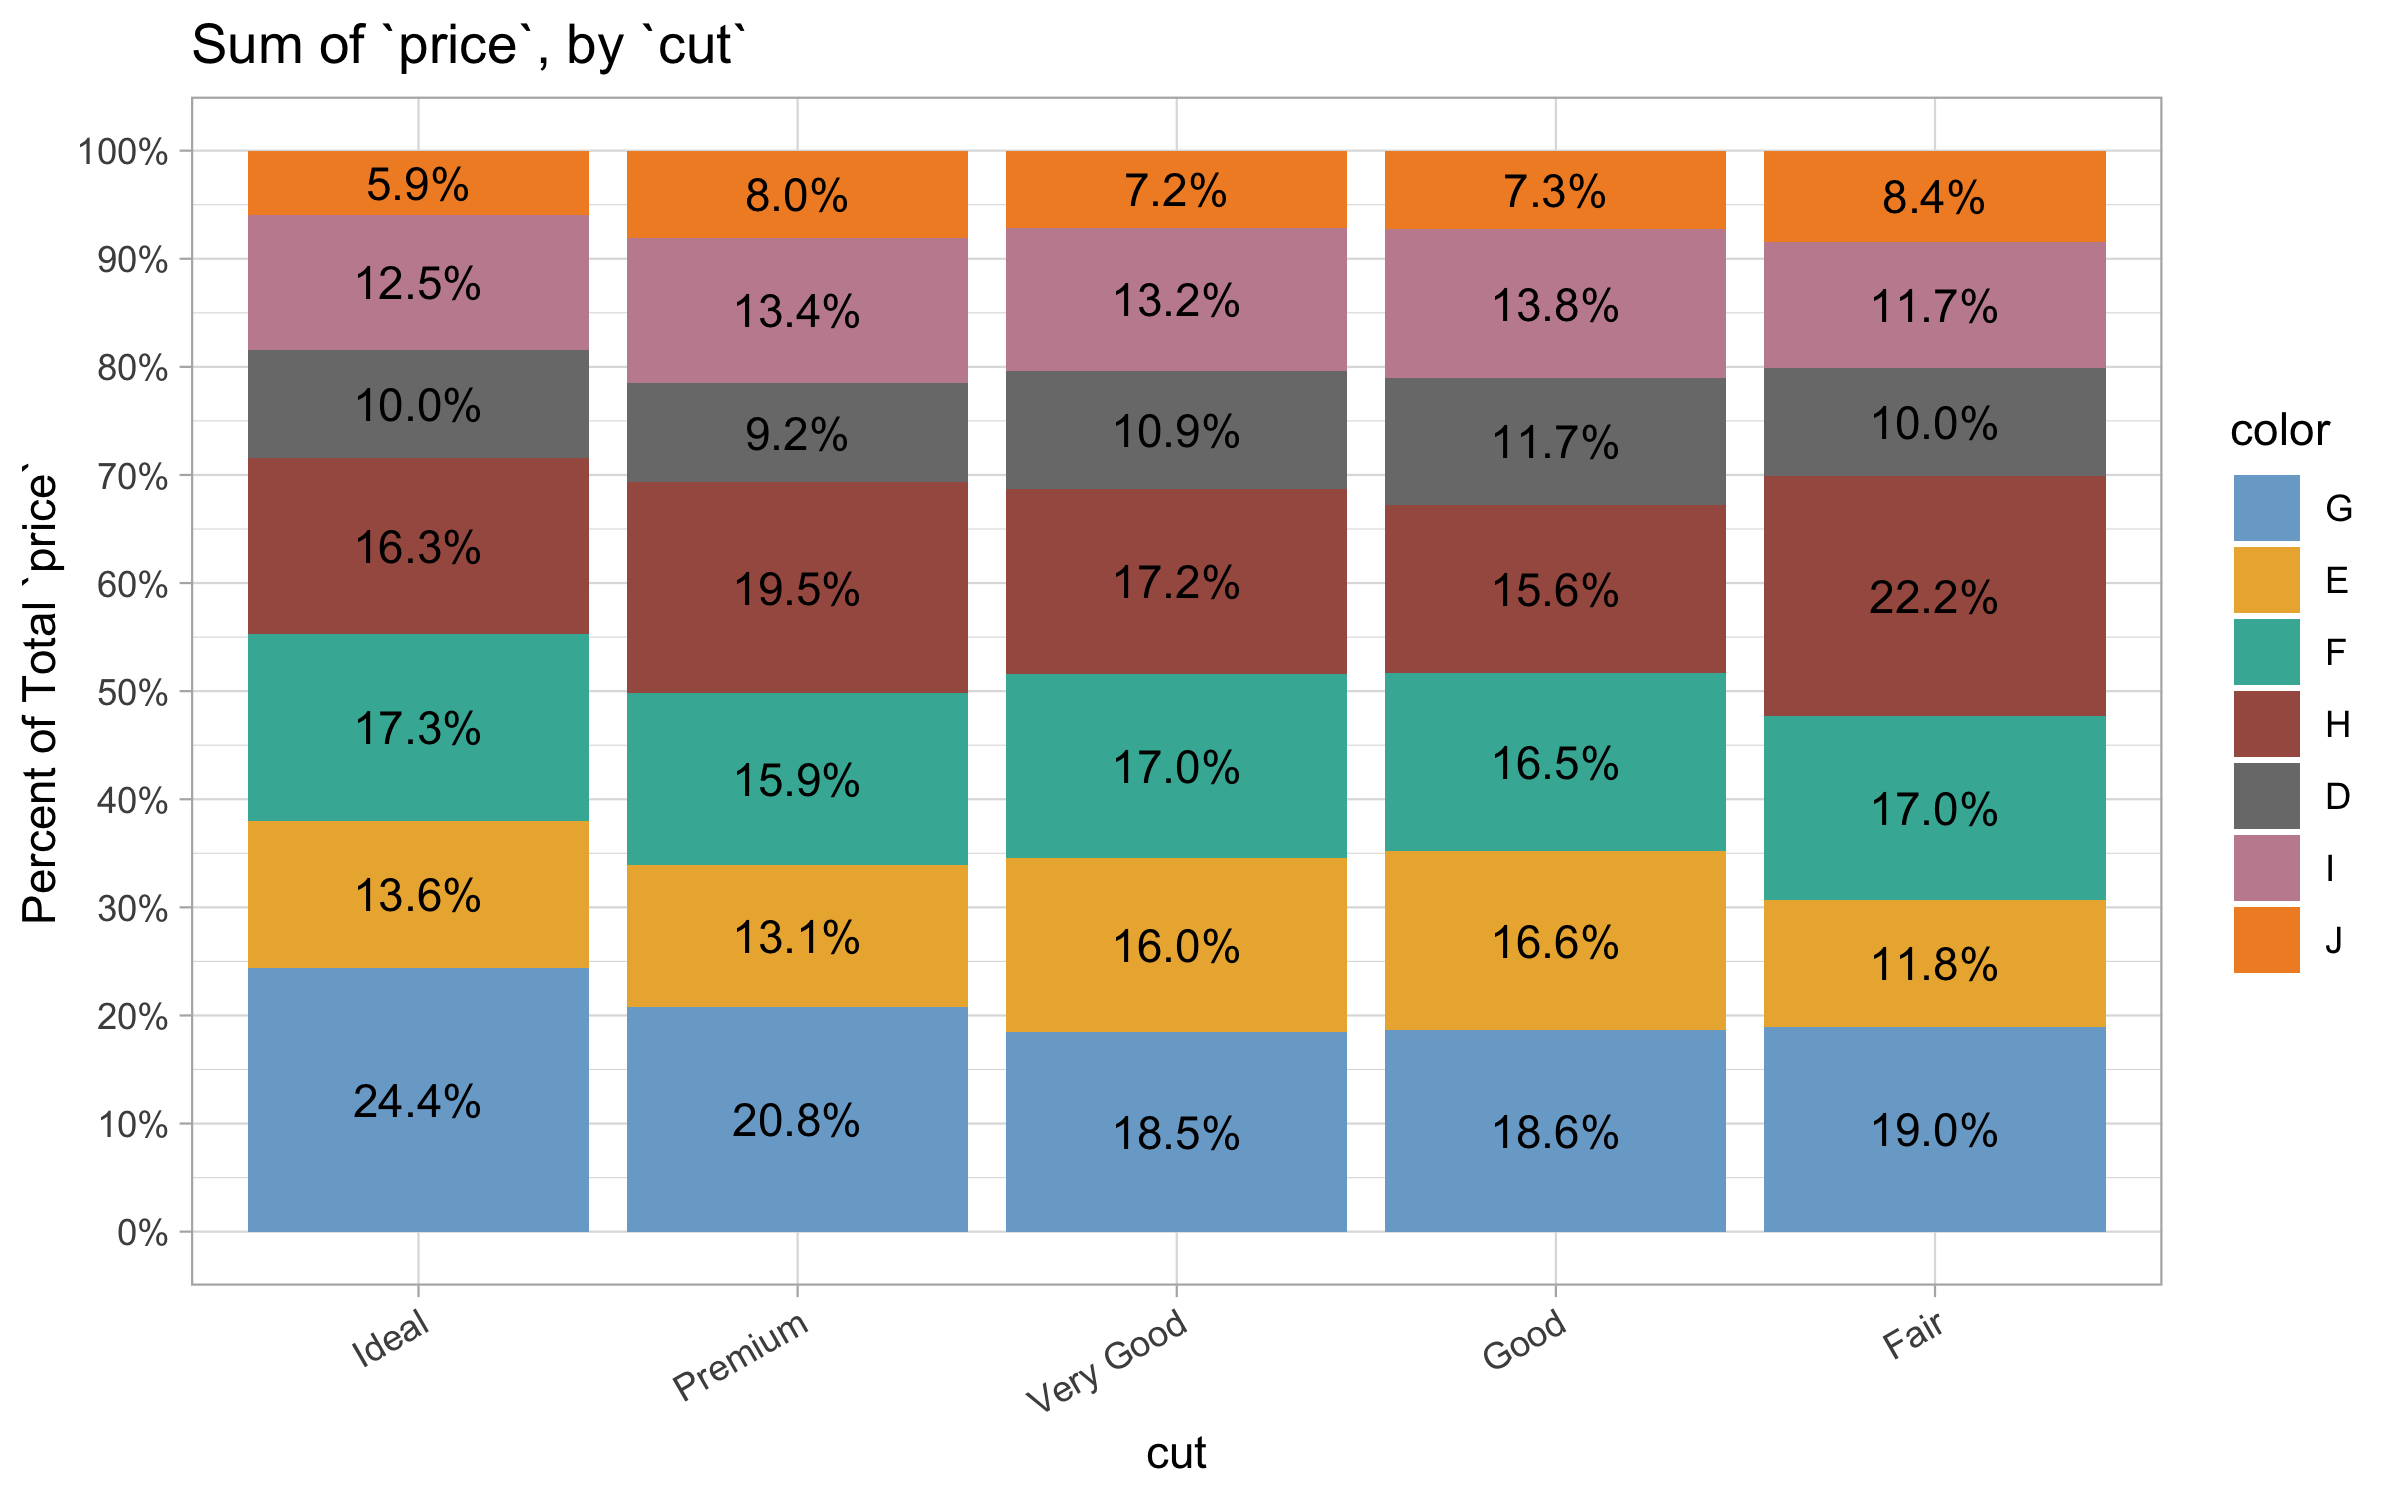 Sum of `price`, by `cut`
Percent of Total `price`
100%
90%
80%
70%
60%
50%
40%
30%
20%
10%
0%
5.9%
12.5%
10.0%
16.3%
17.3%
13.6%
24.4%
8.0%
13.4%
9.2%
19.5%
15.9%
13.1%
20.8%
7.2%
13.2%
10.9%
17.2%
17.0%
16.0%
18.5%
7.3%
13.8%
11.7%
15.6%
16.5%
16.6%
18.6%
8.4%
11.7%
10.0%
22.2%
17.0%
11.8%
19.0%
Ideal
Premium
Very Good
Good
Fair
cut
color
G
E
F
H
D
I
J